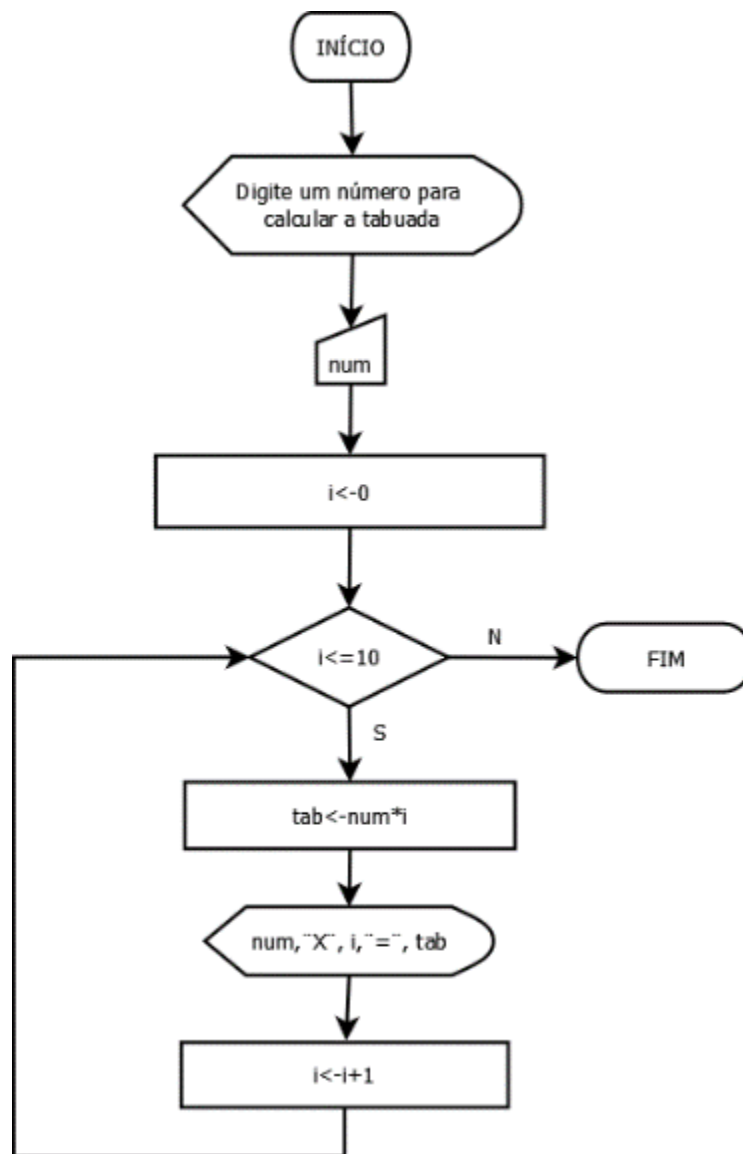 INÍCIO
Digite um número para
calcular a tabuada
num
i<-0
i<=10
N
FIM
S
tab<-num*i
num,¨X¨, i,¨=¨, tab
i<-i+1